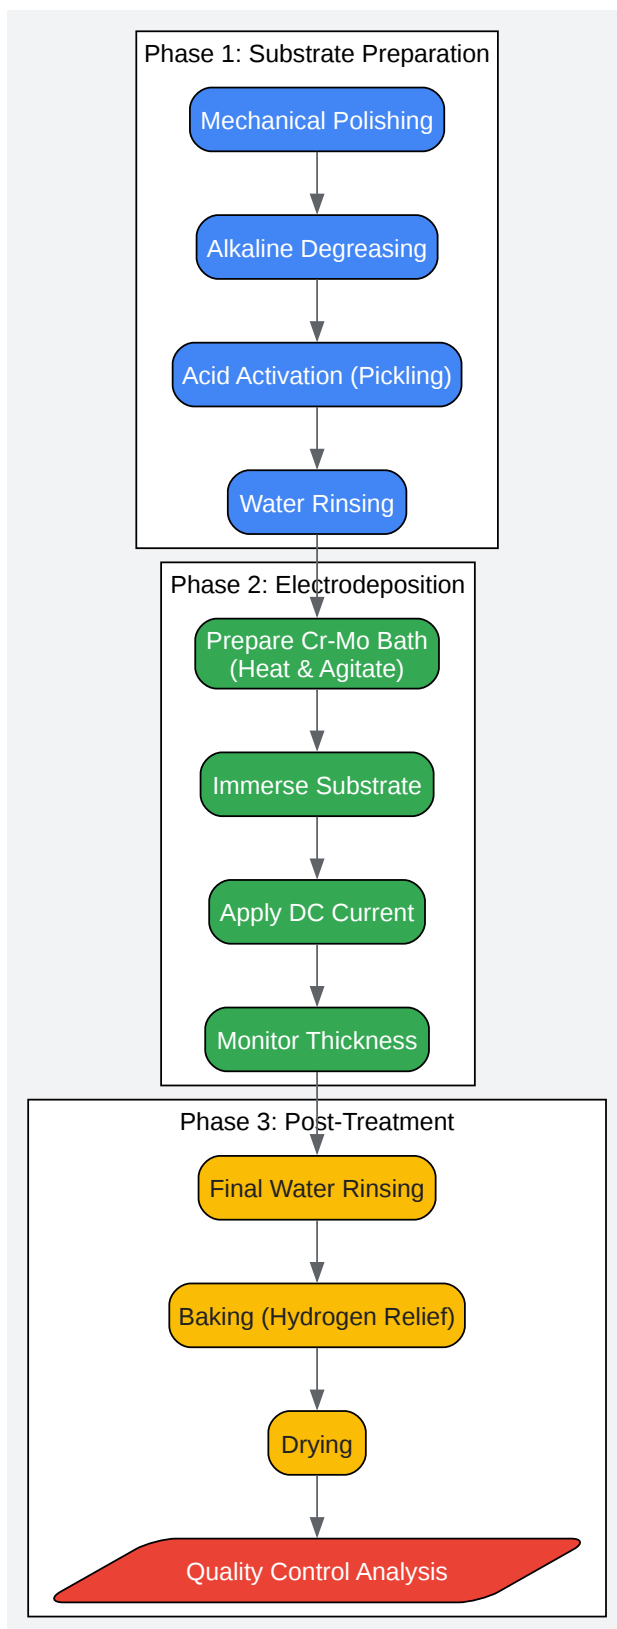 Phase 1: Substrate Preparation
Mechanical Polishing
Alkaline Degreasing
Acid Activation (Pickling)
Water Rinsing
Phase 2: Electrodeposition
Prepare Cr-Mo Bath
(Heat & Agitate)
Immerse Substrate
Apply DC Current
Monitor Thickness
Phase 3: Post-Treatment
Final Water Rinsing
Baking (Hydrogen Relief)
Drying
Quality Control Analysis